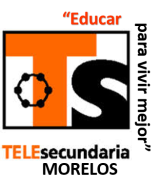 “Educar
para vivir mejor”
Ts
TELEsecundaria
MORELOS